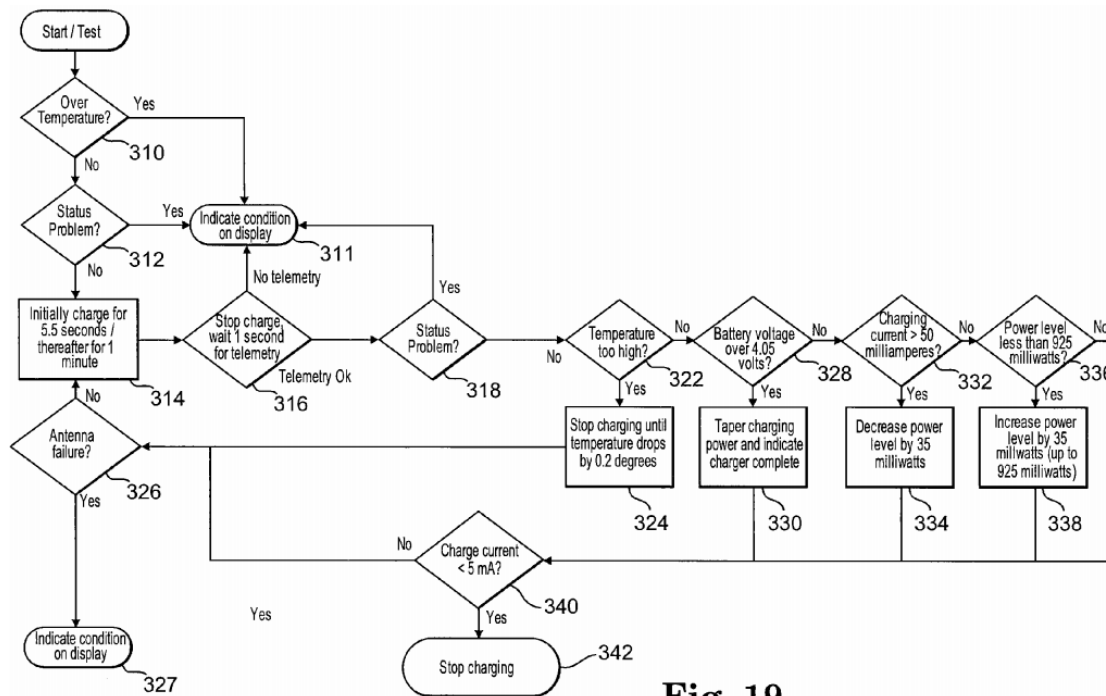 Start / Test
Over
Temperature?
Yes
310
No
Status
Problem?
Yes
312
No
Indicate condition
on display
311
No telemetry
Yes
Initially charge for
5.5 seconds /
thereafter for 1
minute
314
Stop charge,
wait 1 second
for telemetry
Telemetry Ok
316
Status
Problem?
318
No
Temperature
too high?
No
322
Yes
Battery voltage
over 4.05
volts?
No
328
Yes
Charging
current > 50
milliamperes?
No
332
Yes
Power level
less than 925
milliwatts?
No
336
Yes
No
Antenna
failure?
326
Yes
Stop charging until
temperature drops
by 0.2 degrees
324
Taper charging
power and indicate
charger complete
330
Decrease power
level by 35
milliwatts
334
Increase power
level by 35
millwatts (up to
925 milliwatts)
338
No
Charge current
< 5 mA?
340
Yes
Yes
Indicate condition
on display
327
Stop charging
342
Fig. 19